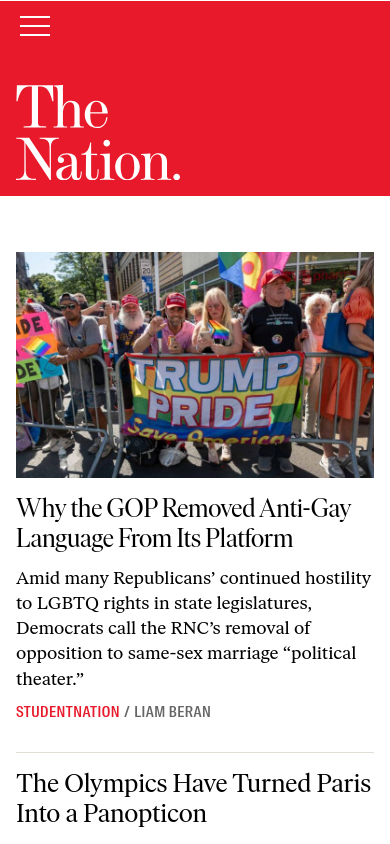 The
Nation.
TRUMP
PRIDE
Save America
DE
DE
Why the GOP Removed Anti-Gay
Language From Its Platform
Amid many Republicans’ continued hostility
to LGBTQ rights in state legislatures,
Democrats call the RNC’s removal of
opposition to same-sex marriage “political
theater.”
STUDENTNATION / LIAM BERAN
The Olympics Have Turned Paris
Into a Panopticon